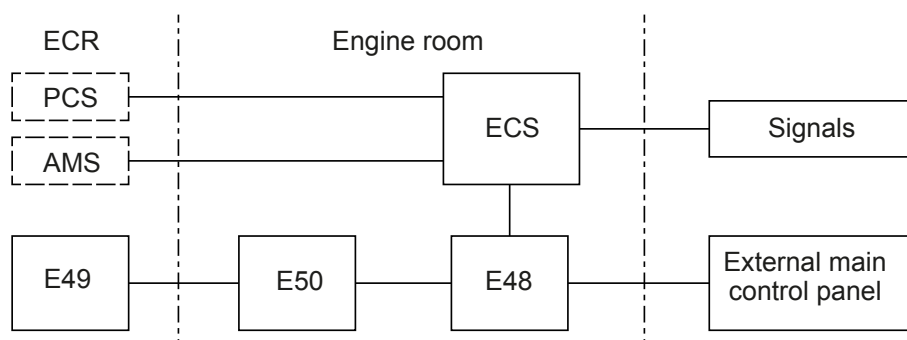 ECR
Engine room
PCS
ECS
Signals
AMS
E49
E50
E48
External main
control panel